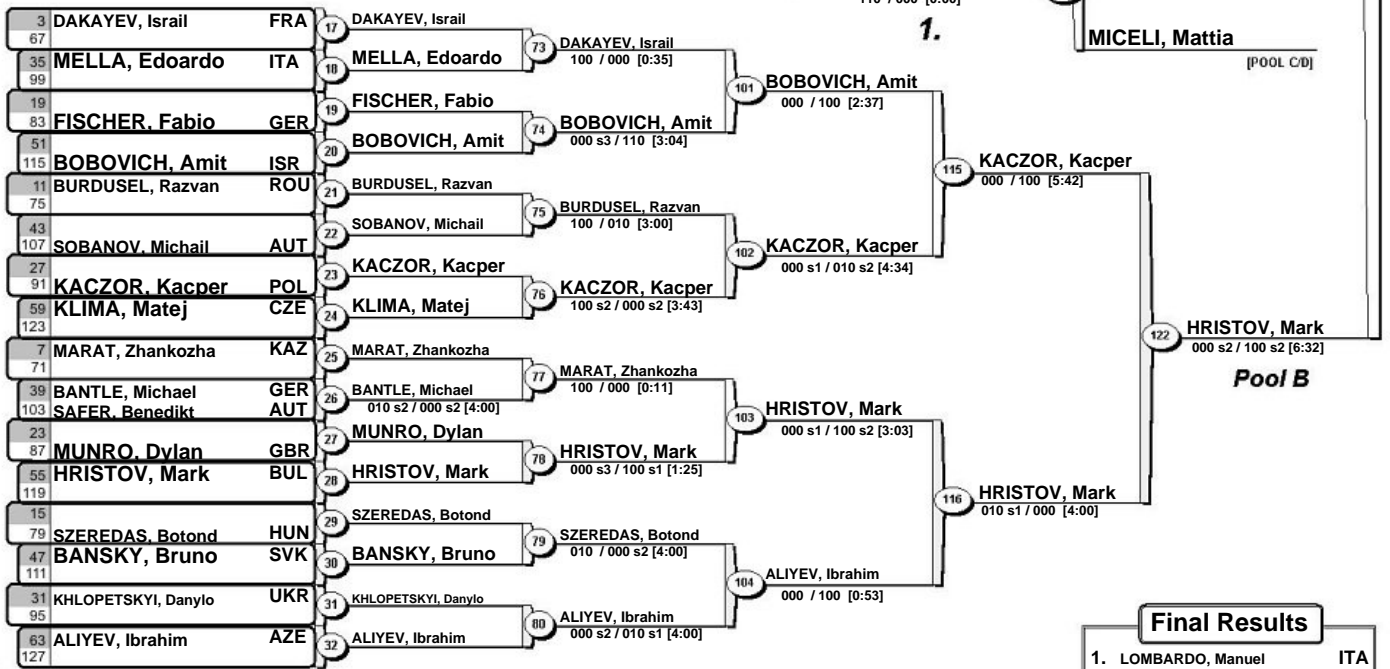 1.
MICELI, Mattia
[POOL C/D]
3 DAKAYEV, Israil FRA
67
35 MELLA, Edoardo ITA
99
19
83 FISCHER, Fabio GER
51
115 BOBOVICH, Amit ISR
11 BURDUSEL, Razvan ROU
75
43
107 SOBANOV, Michail AUT
27
91 KACZOR, Kacper POL
59 KLIMA, Matej CZE
123
7 MARAT, Zhankozha KAZ
71
39 BANTLE, Michael GER
103 SAFER, Benedikt AUT
23
87 MUNRO, Dylan GBR
55 HRISTOV, Mark BUL
119
15
79 SZEREDAS, Botond HUN
47 BANSKY, Bruno SVK
111
31 KHLOPETSKYI, Danylo UKR
95
63 ALIYEV, Ibrahim AZE
127
17 DAKAYEV, Israil
18 MELLA, Edoardo
19 FISCHER, Fabio
20 BOBOVICH, Amit
21 BURDUSEL, Razvan
22 SOBANOV, Michail
23 KACZOR, Kacper
24 KLIMA, Matej
25 MARAT, Zhankozha
26 BANTLE, Michael
010 s2 / 000 s2 [4:00]
27 MUNRO, Dylan
28 HRISTOV, Mark
29 SZEREDAS, Botond
30 BANSKY, Bruno
31 KHLOPETSKYI, Danylo
32 ALIYEV, Ibrahim
73 DAKAYEV, Israil
100 / 000 [0:35]
74 BOBOVICH, Amit
000 s3 / 110 [3:04]
75 BURDUSEL, Razvan
100 / 010 [3:00]
76 KACZOR, Kacper
100 s2 / 000 s2 [3:43]
77 MARAT, Zhankozha
100 / 000 [0:11]
78 HRISTOV, Mark
000 s3 / 100 s1 [1:25]
79 SZEREDAS, Botond
010 / 000 s2 [4:00]
80 ALIYEV, Ibrahim
000 s2 / 010 s1 [4:00]
101 BOBOVICH, Amit
000 / 100 [2:37]
102 KACZOR, Kacper
000 s1 / 010 s2 [4:34]
103 HRISTOV, Mark
000 s1 / 100 s2 [3:03]
104 ALIYEV, Ibrahim
000 / 100 [0:53]
115 KACZOR, Kacper
000 / 100 [5:42]
116 HRISTOV, Mark
010 s1 / 000 [4:00]
122 HRISTOV, Mark
000 s2 / 100 s2 [6:32]
Pool B
Final Results
1. LOMBARDO, Manuel ITA